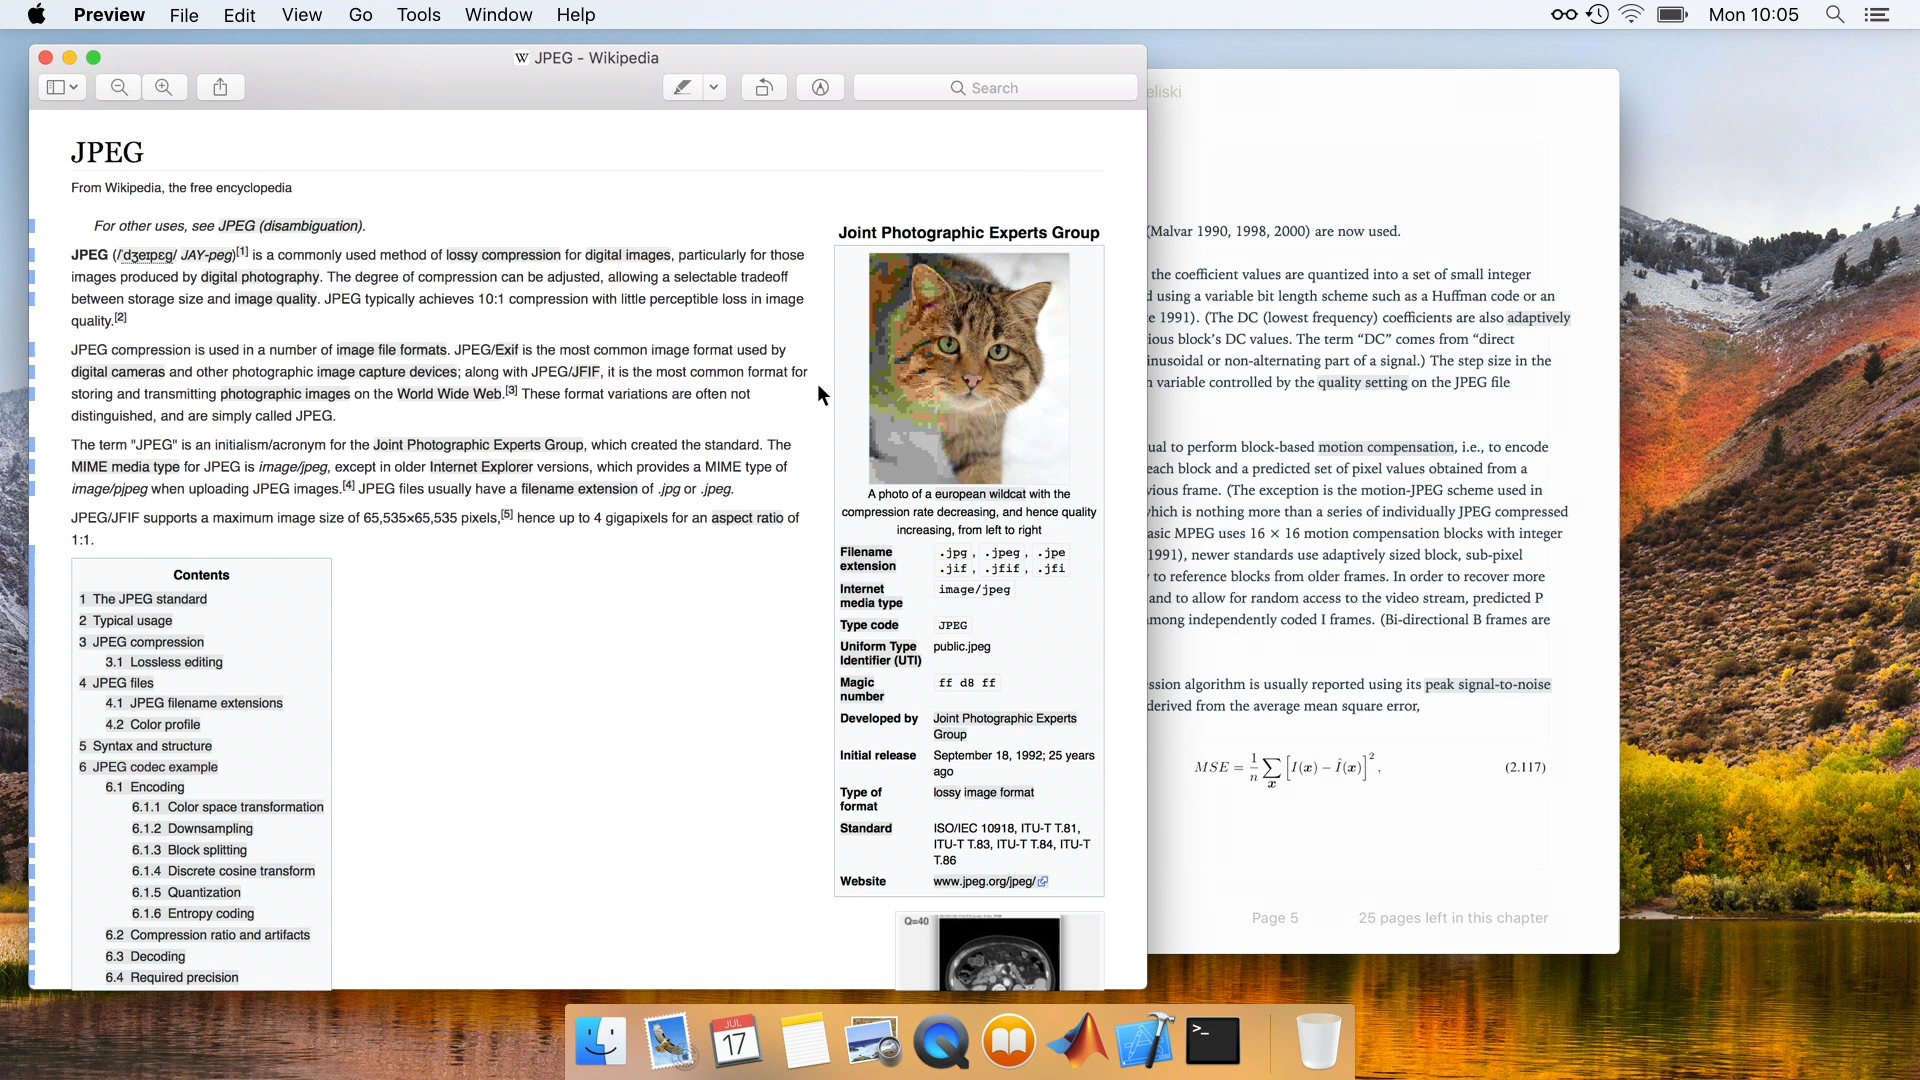 Preview File Edit View Go Tools Window Help
Mon 10:05
W JPEG - Wikipedia
Search
JPEG
From Wikipedia, the free encyclopedia
For other uses, see JPEG (disambiguation).
JPEG (/ˈdʒeɪpɛɡ/ JAY-peg)[1] is a commonly used method of lossy compression for digital images, particularly for those
images produced by digital photography. The degree of compression can be adjusted, allowing a selectable tradeoff
between storage size and image quality. JPEG typically achieves 10:1 compression with little perceptible loss in image
quality.[2]
JPEG compression is used in a number of image file formats. JPEG/Exif is the most common image format used by
digital cameras and other photographic image capture devices; along with JPEG/JFIF, it is the most common format for
storing and transmitting photographic images on the World Wide Web.[3] These format variations are often not
distinguished, and are simply called JPEG.
The term "JPEG" is an initialism/acronym for the Joint Photographic Experts Group, which created the standard. The
MIME media type for JPEG is image/jpeg, except in older Internet Explorer versions, which provides a MIME type of
image/pjpeg when uploading JPEG images.[4] JPEG files usually have a filename extension of .jpg or .jpeg.
JPEG/JFIF supports a maximum image size of 65,535×65,535 pixels,[5] hence up to 4 gigapixels for an aspect ratio of
1:1.
Contents
1 The JPEG standard
2 Typical usage
3 JPEG compression
3.1 Lossless editing
4 JPEG files
4.1 JPEG filename extensions
4.2 Color profile
5 Syntax and structure
6 JPEG codec example
6.1 Encoding
6.1.1 Color space transformation
6.1.2 Downsampling
6.1.3 Block splitting
6.1.4 Discrete cosine transform
6.1.5 Quantization
6.1.6 Entropy coding
6.2 Compression ratio and artifacts
6.3 Decoding
6.4 Required precision
Joint Photographic Experts Group
A photo of a european wildcat with the
compression rate decreasing, and hence quality
increasing, from left to right
Filename .jpg, .jpeg, .jpe
extension .jif, .jfif, .jfi
Internet image/jpeg
media type
Type code JPEG
Uniform Type public.jpeg
Identifier (UTI)
Magic ff d8 ff
number
Developed by Joint Photographic Experts
Group
Initial release September 18, 1992; 25 years
ago
Type of lossy image format
format
Standard ISO/IEC 10918, ITU-T T.81,
ITU-T T.83, ITU-T T.84, ITU-T
T.86
Website www.jpeg.org/jpeg/
Q=40
eliski
(Malvar 1990, 1998, 2000) are now used.
the coefficient values are quantized into a set of small integer
d using a variable bit length scheme such as a Huffman code or an
e 1991). (The DC (lowest frequency) coefficients are also adaptively
ious block's DC values. The term “DC” comes from “direct
inusoidal or non-alternating part of a signal.) The step size in the
n variable controlled by the quality setting on the JPEG file
ual to perform block-based motion compensation, i.e., to encode
each block and a predicted set of pixel values obtained from a
vious frame. (The exception is the motion-JPEG scheme used in
which is nothing more than a series of individually JPEG compressed
asic MPEG uses 16 × 16 motion compensation blocks with integer
1991), newer standards use adaptively sized block, sub-pixel
to reference blocks from older frames. In order to recover more
and to allow for random access to the video stream, predicted P
among independently coded I frames. (Bi-directional B frames are
ssion algorithm is usually reported using its peak signal-to-noise
derived from the average mean square error,
MSE = 1/n ∑x [I(x) − Î(x)]², (2.117)
Page 5 25 pages left in this chapter
JUL
17
>_